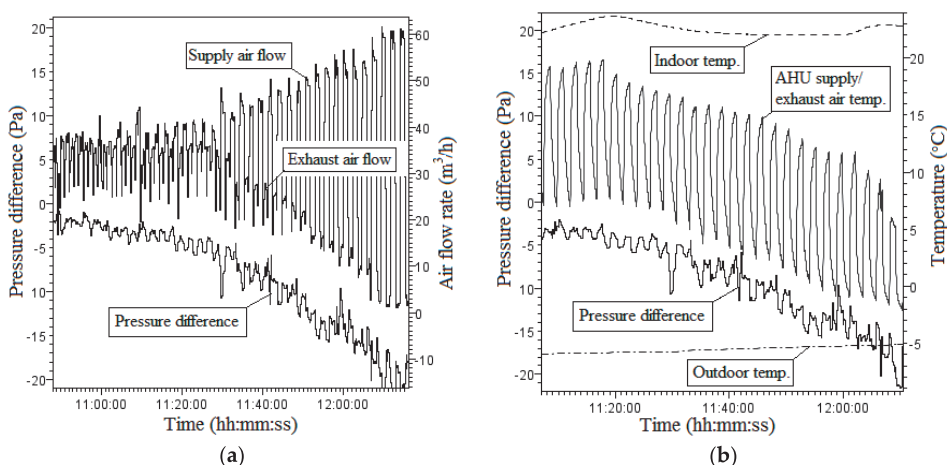 20
15
10
5
0
-5
-10
-15
-20
Pressure difference (Pa)
Supply air flow
Exhaust air flow
Pressure difference
60
50
40
30
20
10
0
-10
Air flow rate (m³/h)
11:00:00 11:20:00 11:40:00 12:00:00
Time (hh:mm:ss)
(a)
20
15
10
5
0
-5
-10
-15
-20
Pressure difference (Pa)
Indoor temp.
AHU supply/
exhaust air temp.
Pressure difference
Outdoor temp.
20
15
10
5
0
-5
Temperature (°C)
11:20:00 11:40:00 12:00:00
Time (hh:mm:ss)
(b)